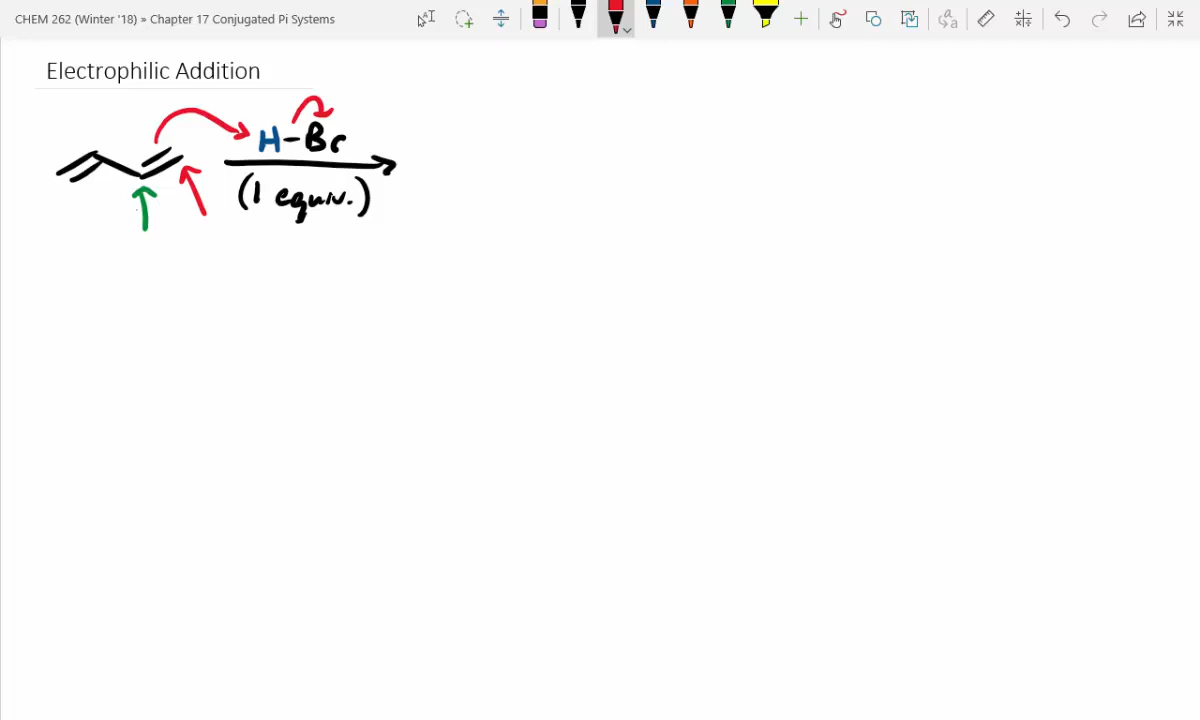 CHEM 262 (Winter '18) » Chapter 17 Conjugated Pi Systems
Electrophilic Addition
H-Br
(1 equiv.)